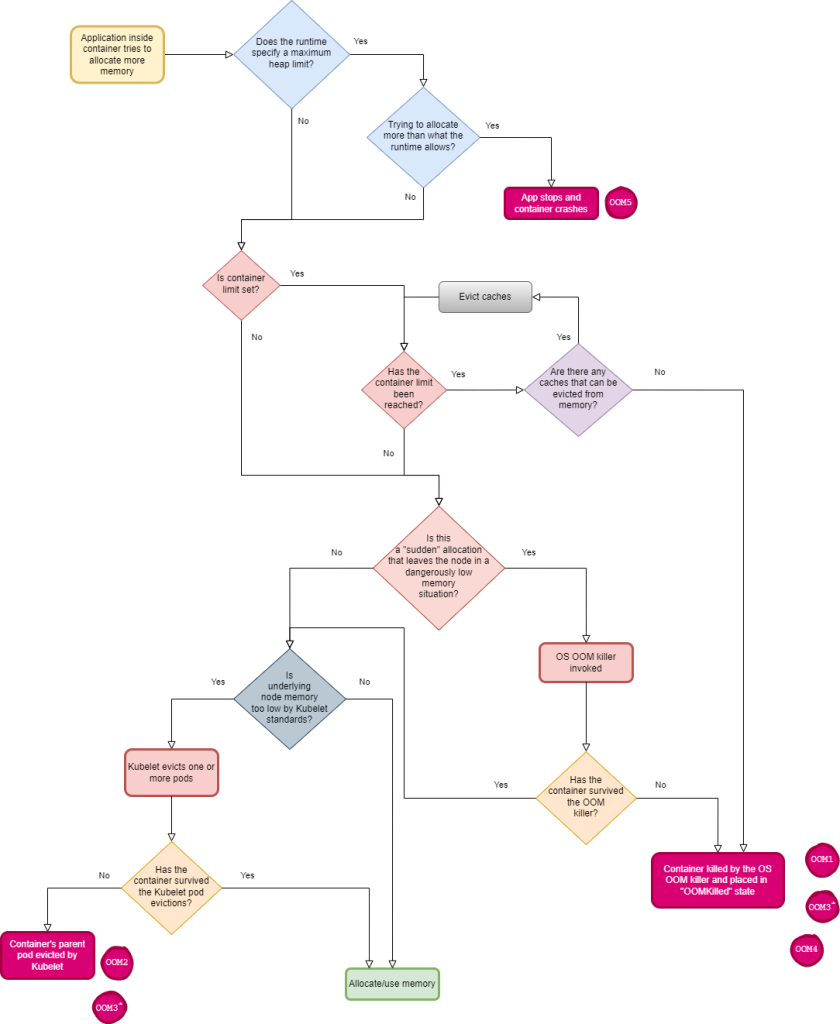 Application inside
container tries to
allocate more
memory
Does the runtime
specify a maximum
heap limit?
Yes
No
Trying to allocate
more than what the
runtime allows?
Yes
No
App stops and
container crashes
OOM5
Is container
limit set?
Yes
No
Evict caches
Has the
container limit
been
reached?
Yes
No
Are there any
caches that can be
evicted from
memory?
Yes
No
Is this
a "sudden" allocation
that leaves the node in a
dangerously low
memory
situation?
No
Yes
OS OOM killer
invoked
Is
underlying
node memory
too low by Kubelet
standards?
Yes
No
Kubelet evicts one or
more pods
Has the
container survived
the OOM
killer?
Yes
No
Container killed by the OS
OOM killer and placed in
"OOMKilled" state
OOM1
OOM3*
OOM4
Has the
container survived
the Kubelet pod
evictions?
No
Yes
Container's parent
pod evicted by
Kubelet
OOM2
OOM3*
Allocate/use memory